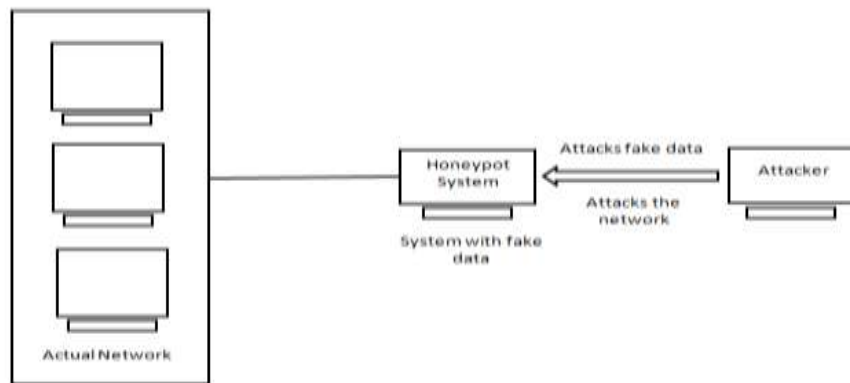 Actual Network
Honeypot
System
System with fake
data
Attacks fake data
Attacks the
network
Attacker